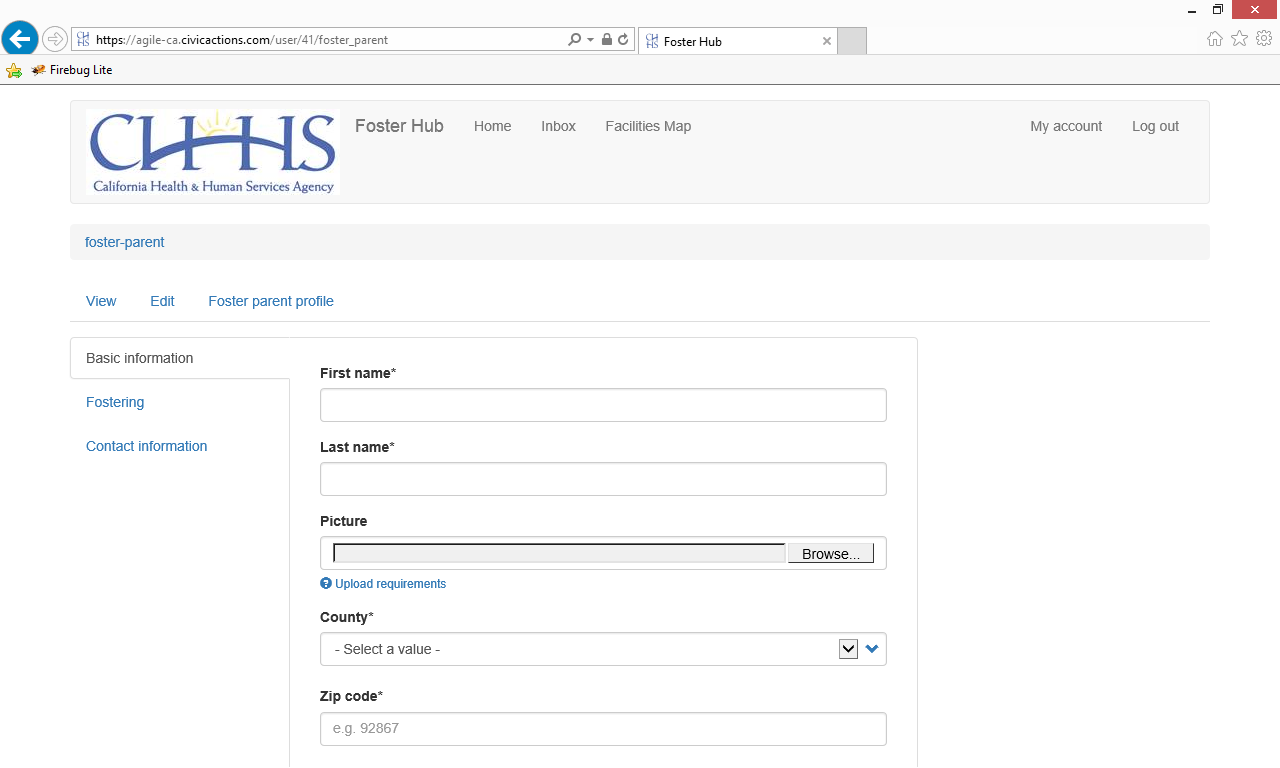 https://agile-ca.civicactions.com/user/41/foster_parent
Foster Hub
Firebug Lite
CHHS
California Health & Human Services Agency
Foster Hub Home Inbox Facilities Map My account Log out
foster-parent
View Edit Foster parent profile
Basic information
Fostering
Contact information
First name*
Last name*
Picture
Browse...
Upload requirements
County*
- Select a value -
Zip code*
e.g. 92867